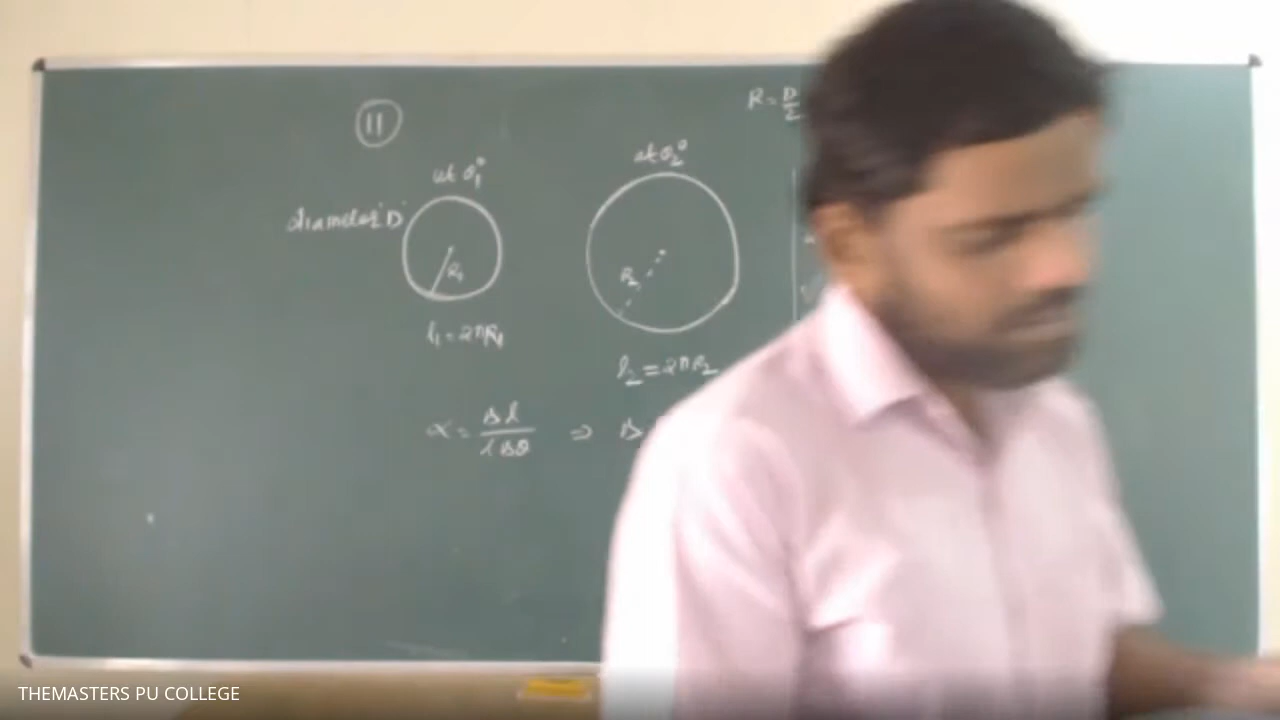 11
R = D/2
at θ₁°
at θ₂°
diameter 'D'
R₁
R₂
l₁ = 2πR₁
l₂ = 2πR₂
α = Δl / lΔθ ⇒ Δ
THEMASTERS PU COLLEGE